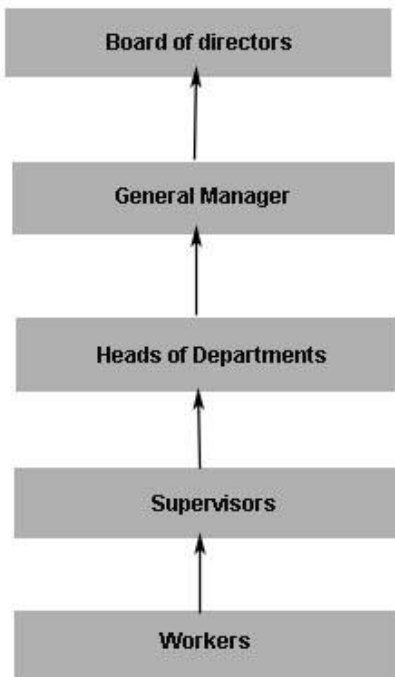 Board of directors
General Manager
Heads of Departments
Supervisors
Workers